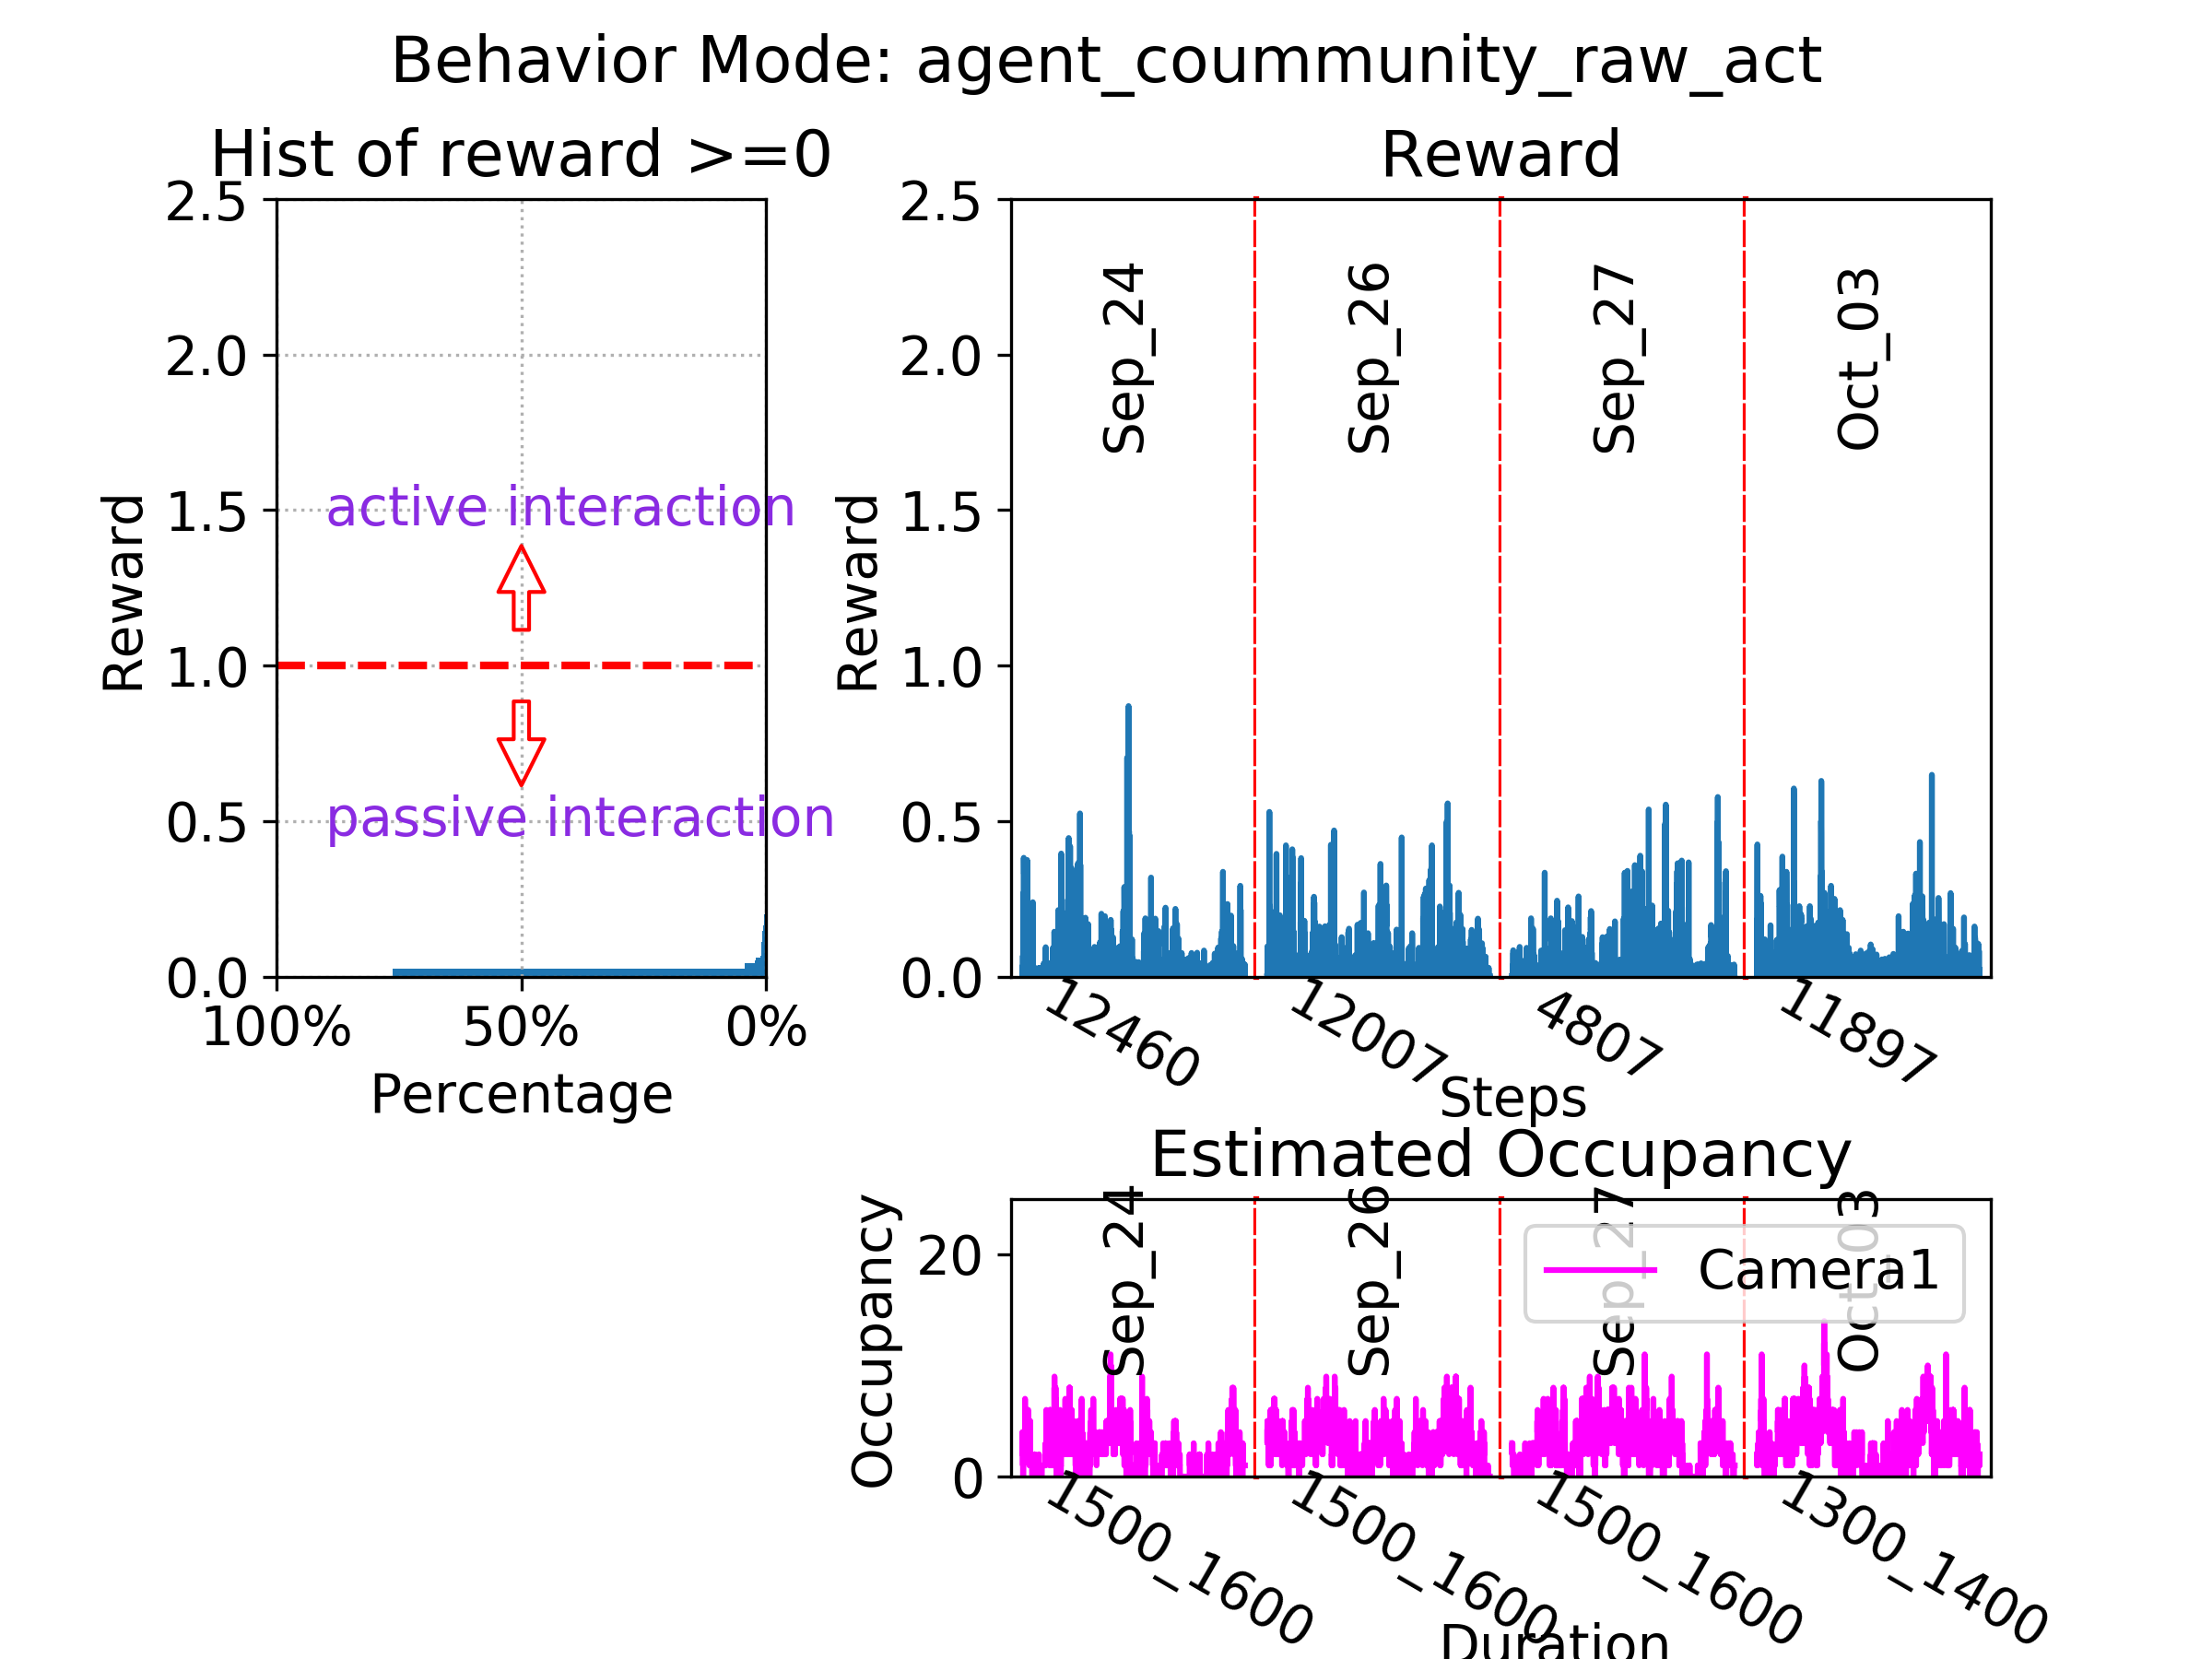 Behavior Mode: agent_coummunity_raw_act
Hist of reward >=0
2.5
2.0
1.5
1.0
0.5
0.0
Reward
active interaction
passive interaction
100% 50% 0%
Percentage
Reward
2.5
2.0
1.5
1.0
0.5
0.0
Reward
Sep_24 Sep_26 Sep_27 Oct_03
12460 12007 4807 11897
Steps
Estimated Occupancy
20
0
Occupancy
Sep_24 Sep_26 Sep_27 Oct_03
Camera1
1500_1600 1500_1600 1500_1600 1300_1400
Duration